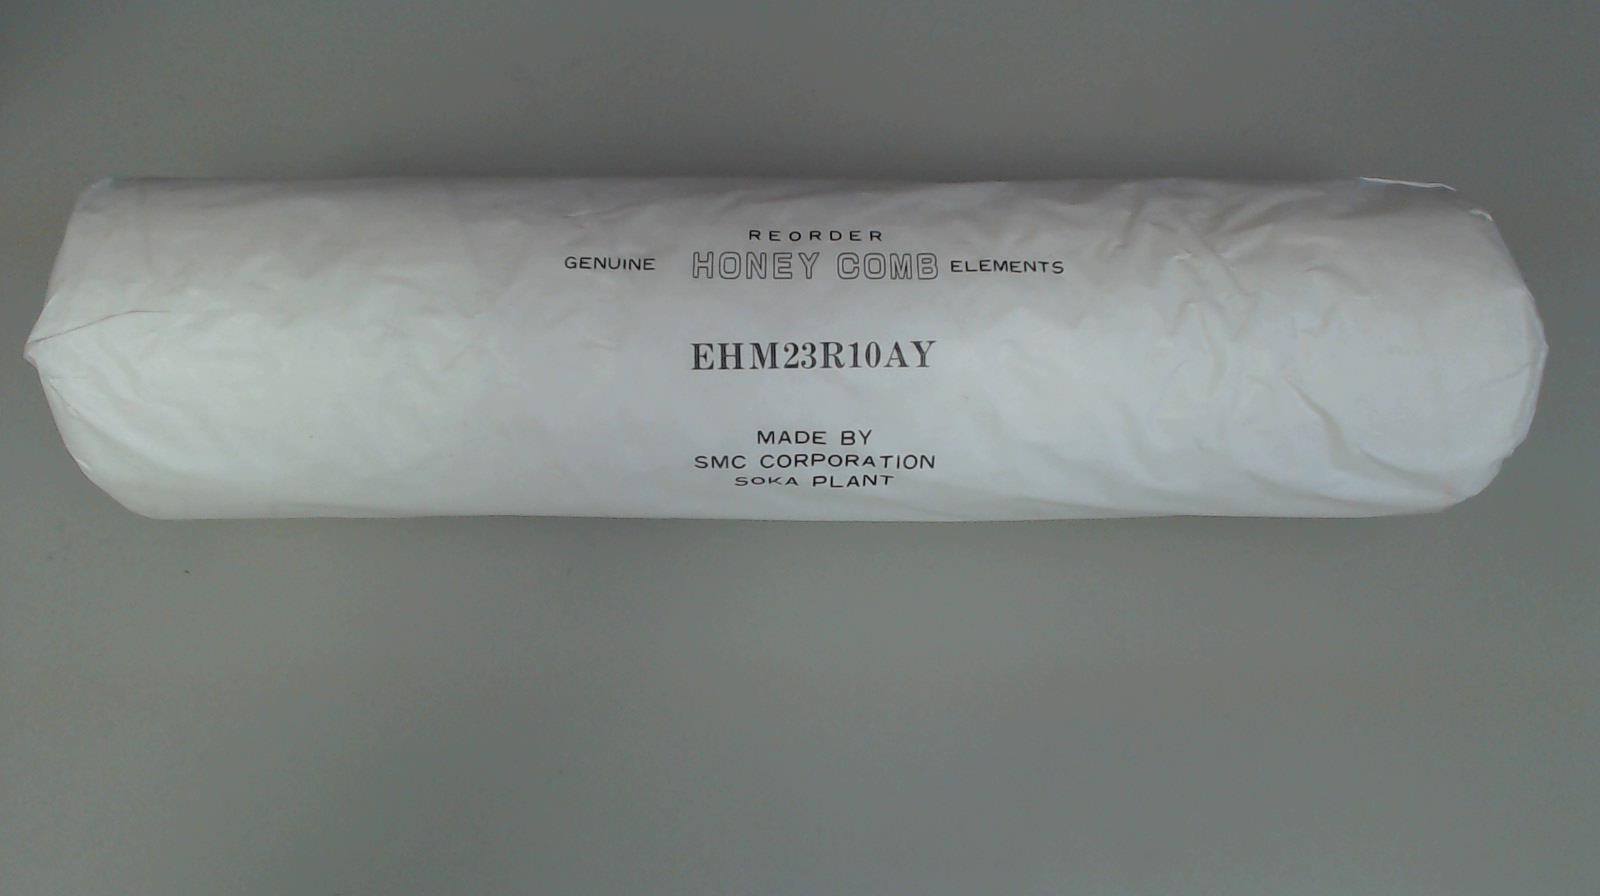 REORDER
GENUINE HONEY COMB ELEMENTS
EHM23R10AY
MADE BY
SMC CORPORATION
SOKA PLANT